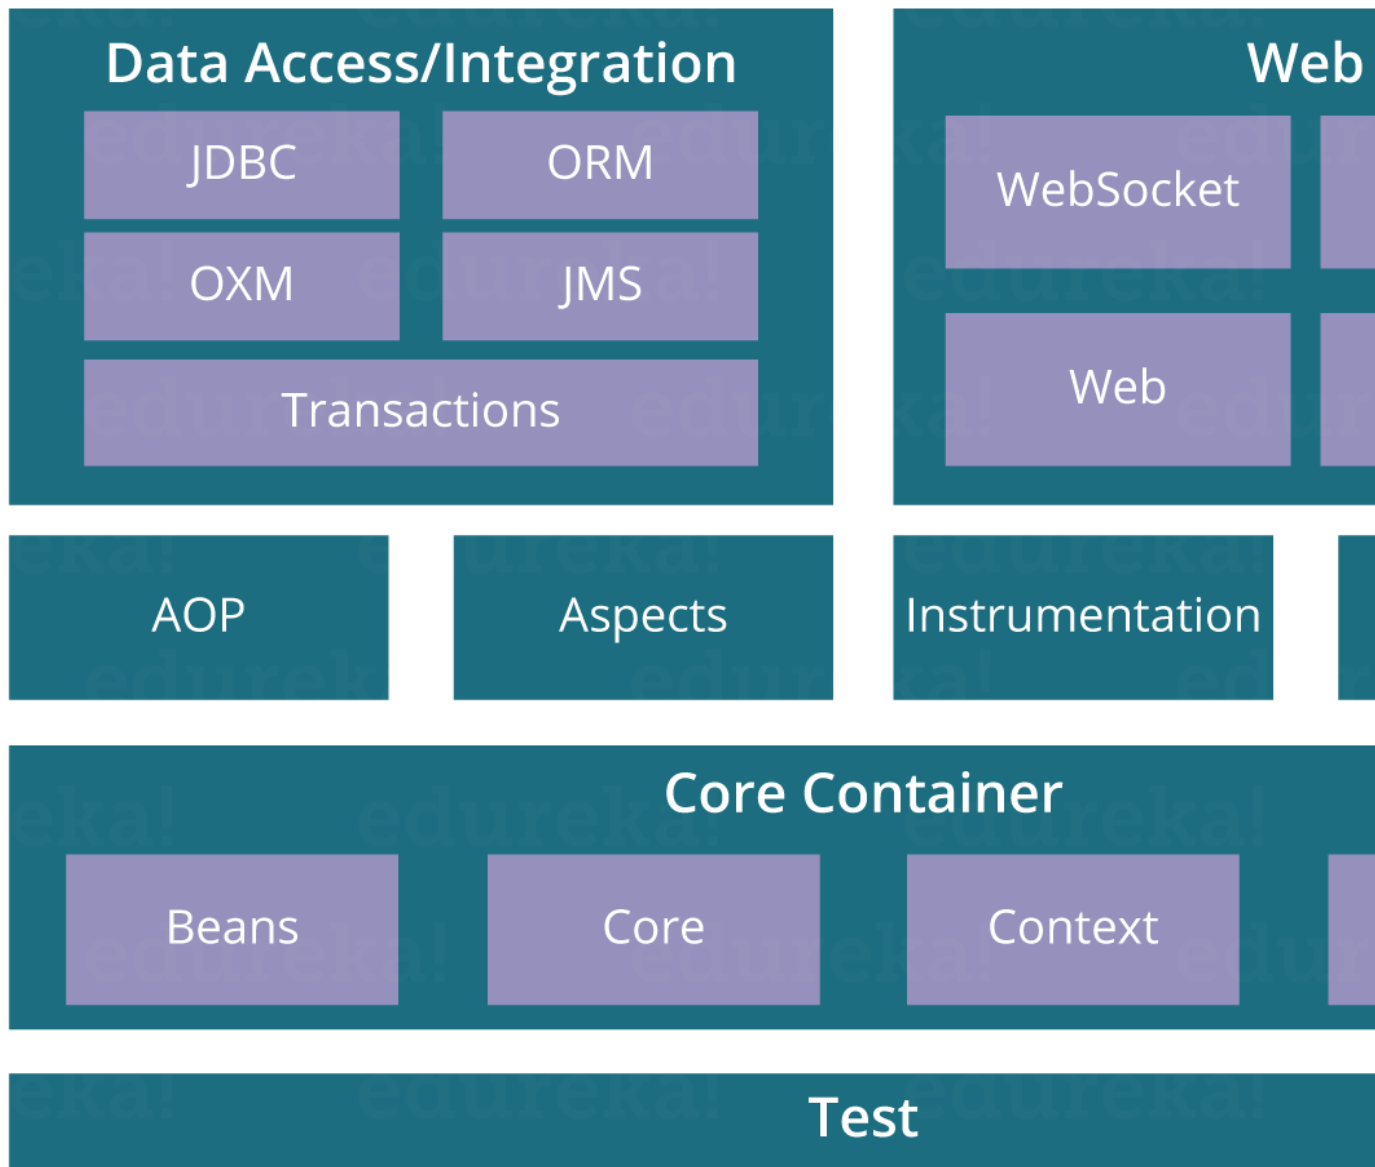 Data Access/Integration
JDBC
ORM
OXM
JMS
Transactions
Web
WebSocket
Web
AOP
Aspects
Instrumentation
Core Container
Beans
Core
Context
Test
edureka!